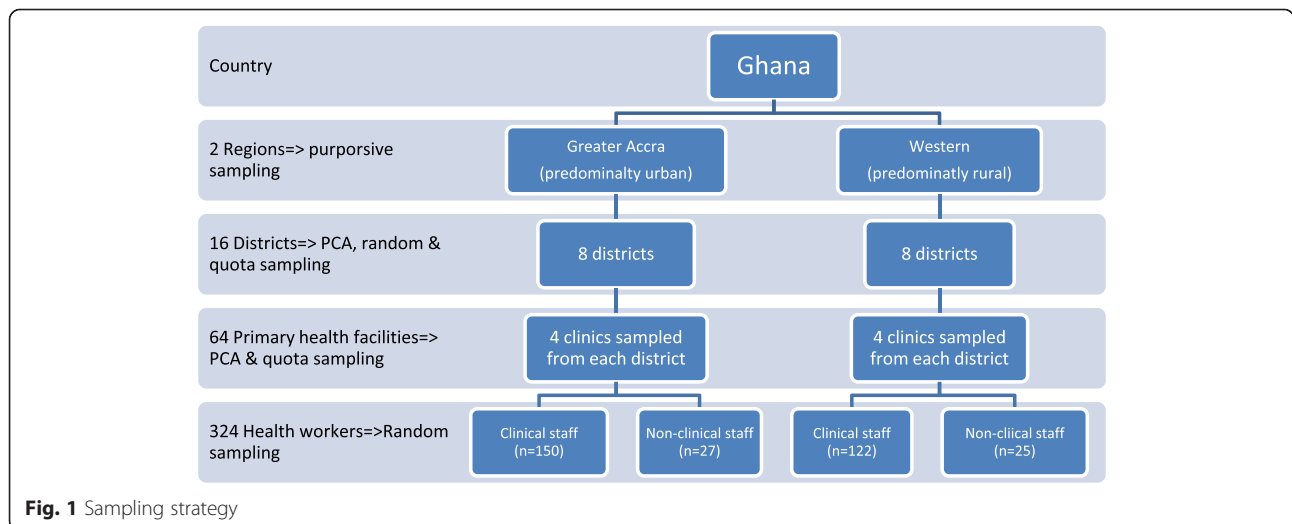 Country
Ghana
2 Regions=> purporsive
sampling
Greater Accra
(predominalty urban)
Western
(predominatly rural)
16 Districts=> PCA, random &
quota sampling
8 districts
8 districts
64 Primary health facilities=>
PCA & quota sampling
4 clinics sampled
from each district
4 clinics sampled
from each district
324 Health workers=>Random
sampling
Clinical staff
(n=150)
Non-clinical staff
(n=27)
Clinical staff
(n=122)
Non-cliical staff
(n=25)
Fig. 1 Sampling strategy